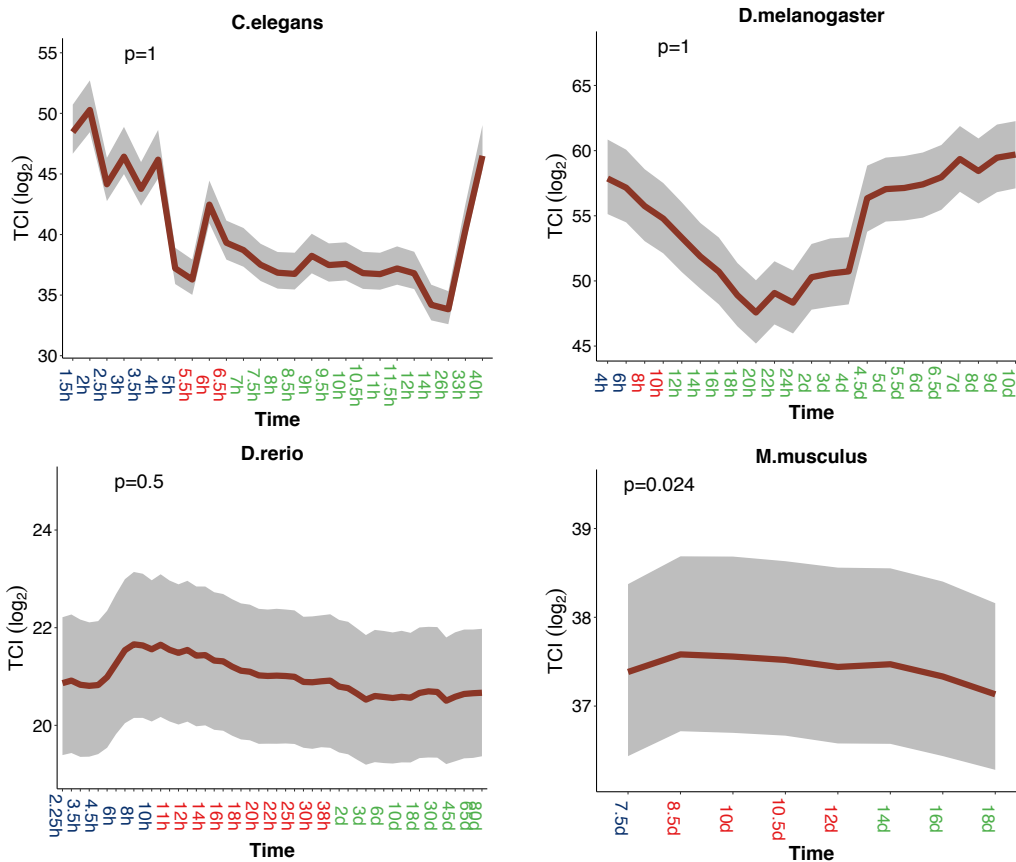 C.elegans
p=1
TCI (log₂)
55
50
45
40
35
30
1.5h 2h 2.5h 3h 3.5h 4h 5h 5.5h 6h 6.5h 7h 7.5h 8h 8.5h 9h 9.5h 10h 10.5h 11h 11.5h 12h 14h 26h 33h 40h
Time
D.melanogaster
p=1
TCI (log₂)
65
60
55
50
45
4h 6h 8h 10h 12h 14h 16h 18h 20h 22h 24h 2d 3d 4d 4.5d 5d 5.5d 6d 6.5d 7d 8d 9d 10d
Time
D.rerio
p=0.5
TCI (log₂)
24
22
20
2.25h 3.5h 4.5h 6h 8h 10h 11h 12h 14h 16h 18h 20h 22h 25h 30h 38h 2d 3d 6d 10d 18d 30d 45d
Time
M.musculus
p=0.024
TCI (log₂)
39
38
37
7.5d 8.5d 10d 10.5d 12d 14d 16d 18d
Time